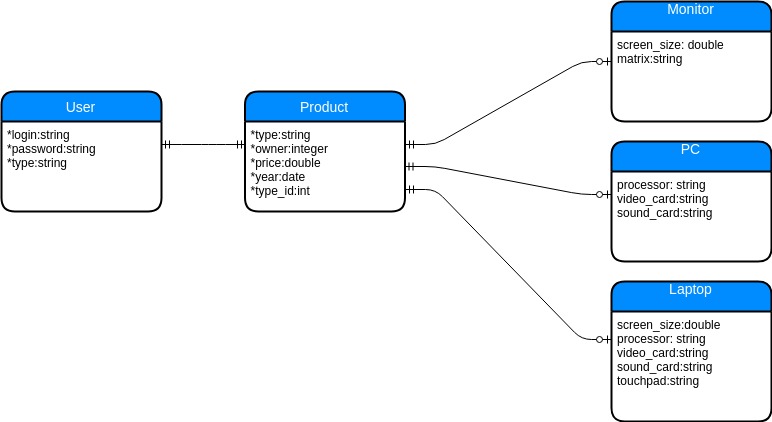 User
*login:string
*password:string
*type:string
Product
*type:string
*owner:integer
*price:double
*year:date
*type_id:int
Monitor
screen_size: double
matrix:string
PC
processor: string
video_card:string
sound_card:string
Laptop
screen_size:double
processor: string
video_card:string
sound_card:string
touchpad:string